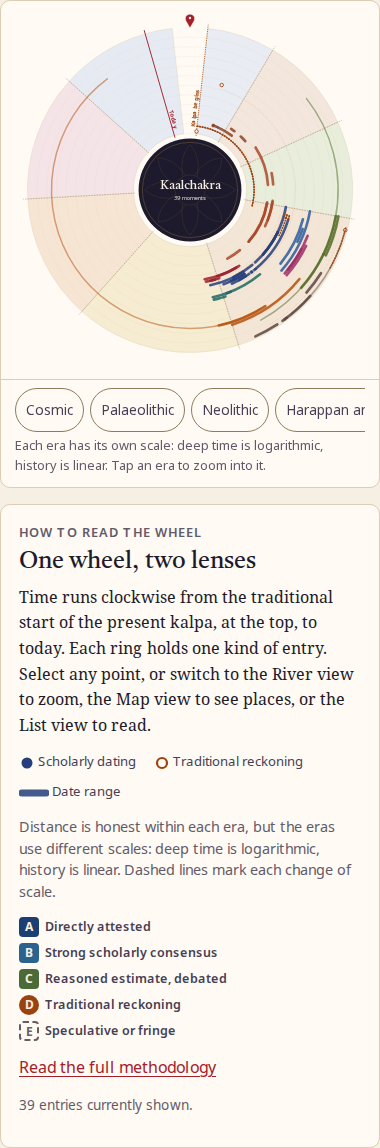 Today
Kaalachakra
39 moments
Cosmic
Palaeolithic
Neolithic
Harappan ar
Each era has its own scale: deep time is logarithmic,
history is linear. Tap an era to zoom into it.
HOW TO READ THE WHEEL
One wheel, two lenses
Time runs clockwise from the traditional
start of the present kalpa, at the top, to
today. Each ring holds one kind of entry.
Select any point, or switch to the River view
to zoom, the Map view to see places, or the
List view to read.
Scholarly dating
Traditional reckoning
Date range
Distance is honest within each era, but the eras
use different scales: deep time is logarithmic,
history is linear. Dashed lines mark each change of
scale.
A Directly attested
B Strong scholarly consensus
C Reasoned estimate, debated
D Traditional reckoning
E Speculative or fringe
Read the full methodology
39 entries currently shown.